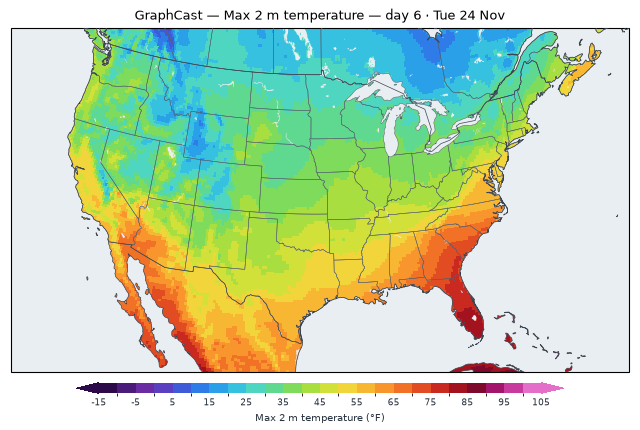 GraphCast — Max 2 m temperature — day 6 · Tue 24 Nov
-15 -5 5 15 25 35 45 55 65 75 85 95 105
Max 2 m temperature (°F)